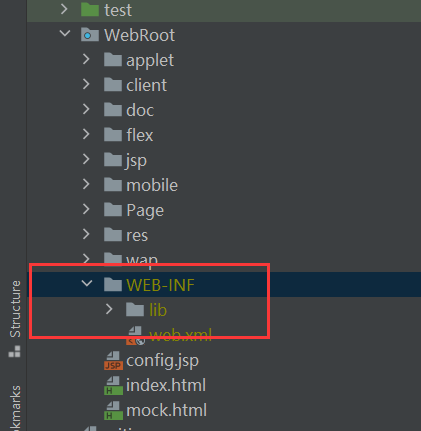 test
WebRoot
applet
client
doc
flex
jsp
mobile
Page
res
wap
WEB-INF
lib
web.xml
config.jsp
index.html
mock.html
Structure